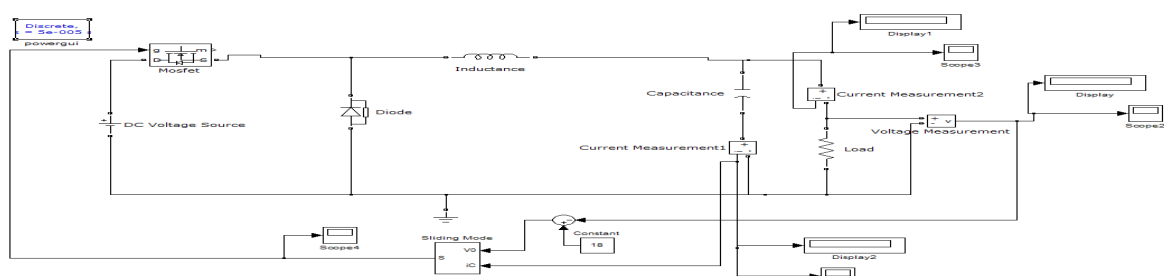 Discrete,
s = 5e-005 s
powergui
Display1
g
m
D
S
Mosfet
Scope3
Inductance
Capacitance
Current Measurement2
Display
Diode
DC Voltage Source
v
Scope2
Voltage Measurement
Current Measurement1
Load
Constant
18
Scope4
Sliding Mode
V0
S
iC
Display2